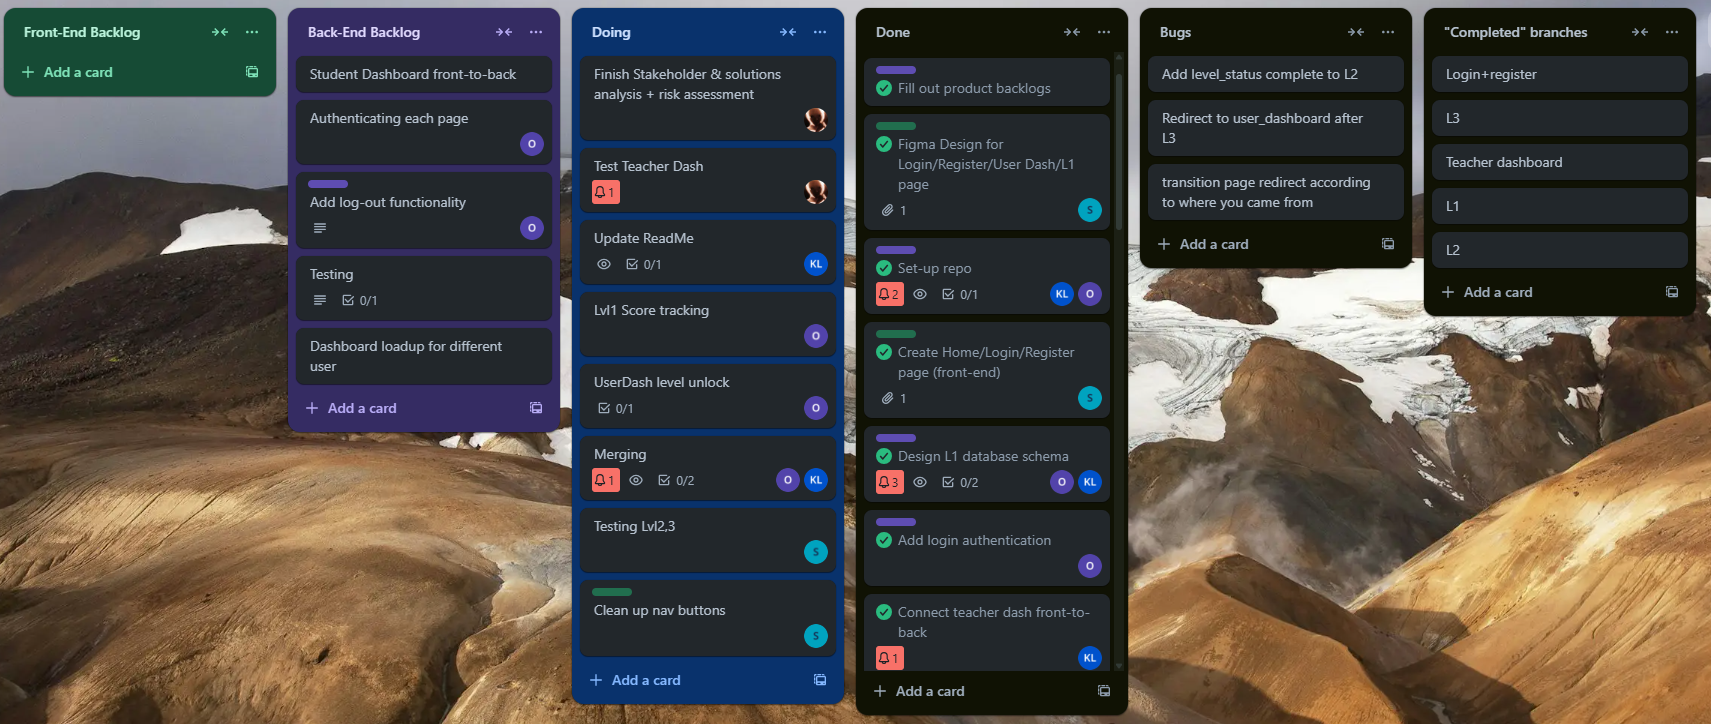 Front-End Backlog
Add a card
Back-End Backlog
Student Dashboard front-to-back
Authenticating each page
O
Add log-out functionality
O
Testing
0/1
Dashboard loadup for different
user
Add a card
Doing
Finish Stakeholder & solutions
analysis + risk assessment
Test Teacher Dash
1
Update ReadMe
0/1
KL
Lvl1 Score tracking
O
UserDash level unlock
0/1
O
Merging
1
0/2
O
KL
Testing Lvl2,3
S
Clean up nav buttons
S
Add a card
Done
Fill out product backlogs
Figma Design for
Login/Register/User Dash/L1
page
1
S
Set-up repo
2
0/1
KL
O
Create Home/Login/Register
page (front-end)
1
S
Design L1 database schema
3
0/2
O
KL
Add login authentication
O
Connect teacher dash front-to-
back
1
KL
Add a card
Bugs
Add level_status complete to L2
Redirect to user_dashboard after
L3
transition page redirect according
to where you came from
Add a card
"Completed" branches
Login+register
L3
Teacher dashboard
L1
L2
Add a card